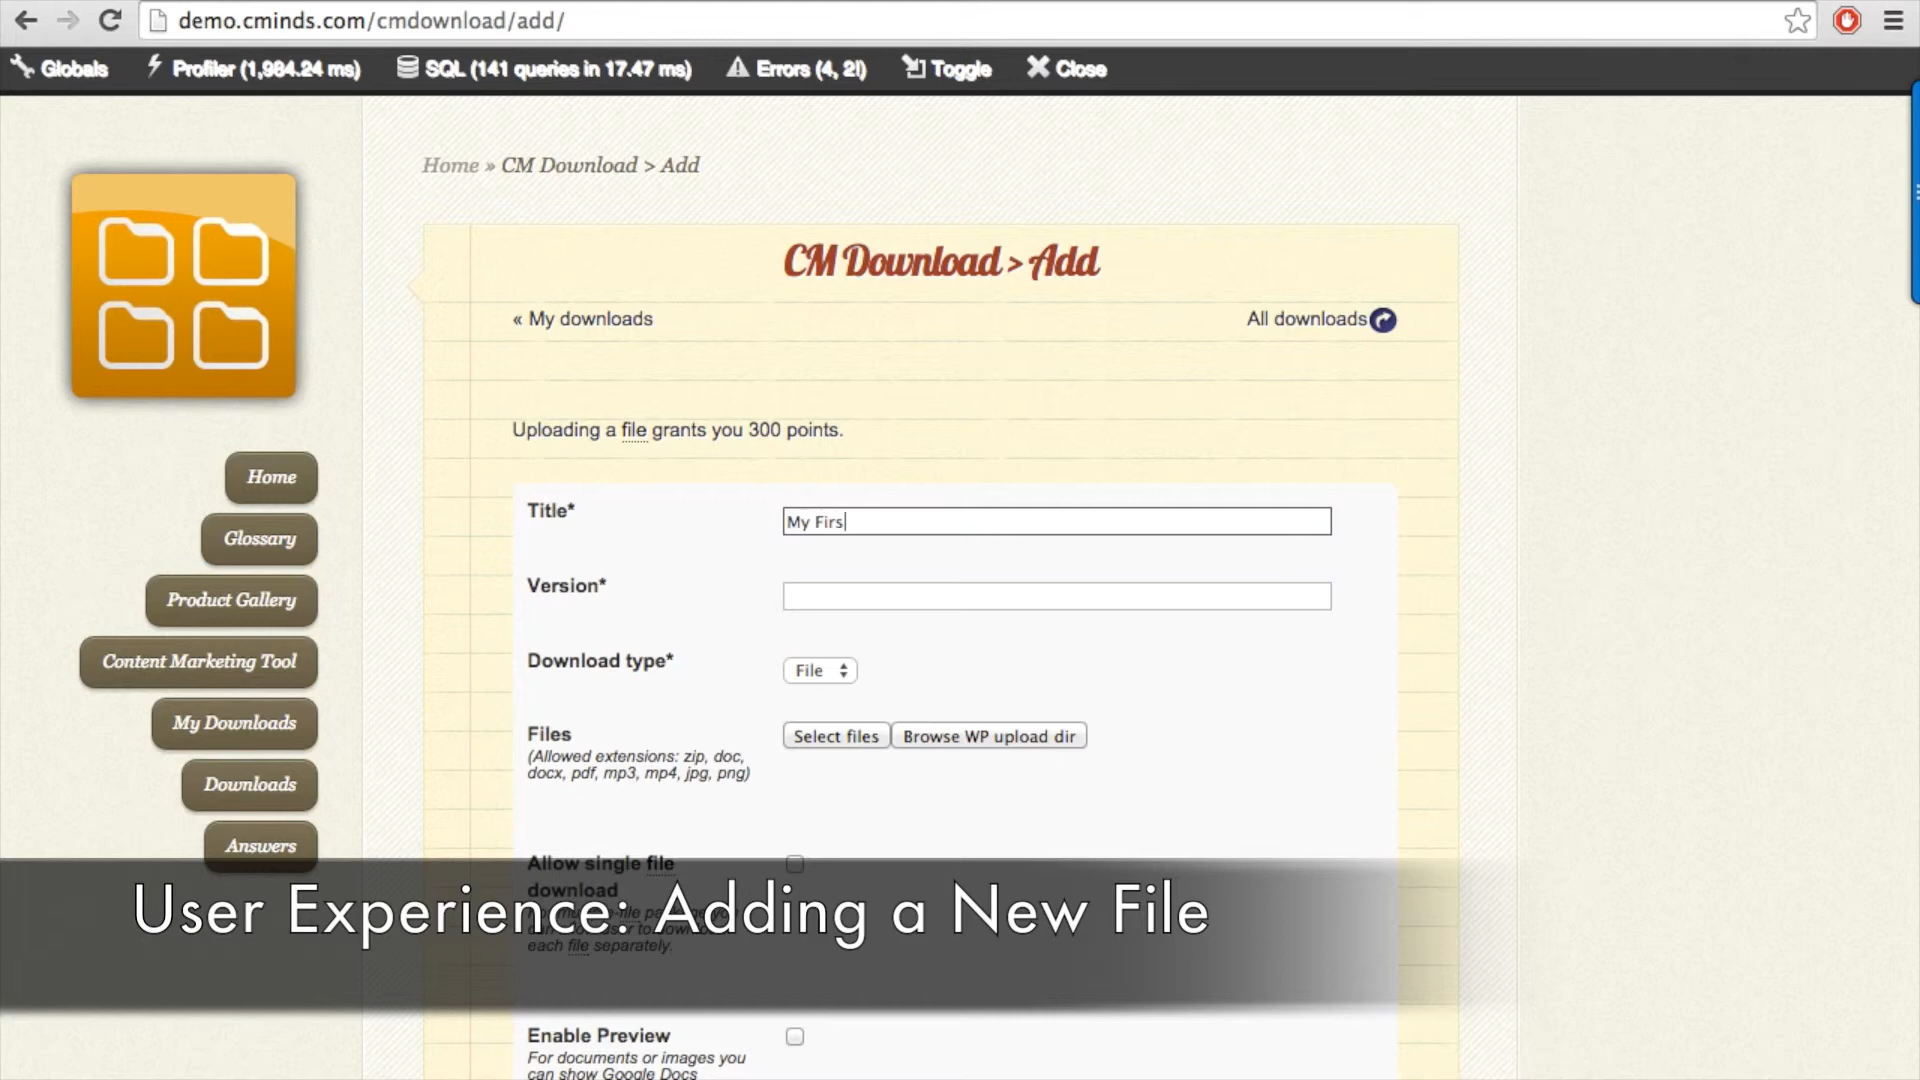 demo.cminds.com/cmdownload/add/
Globals Profiler (1,984.24 ms) SQL (141 queries in 17.47 ms) Errors (4, 2!) Toggle Close
Home » CM Download > Add
CM Download > Add
« My downloads All downloads
Uploading a file grants you 300 points.
Home
Glossary
Product Gallery
Content Marketing Tool
My Downloads
Downloads
Answers
Title* My Firs
Version*
Download type* File
Files Select files Browse WP upload dir
(Allowed extensions: zip, doc,
docx, pdf, mp3, mp4, jpg, png)
Allow single file
download
each file separately.
User Experience: Adding a New File
Enable Preview
For documents or images you
can show Google Docs